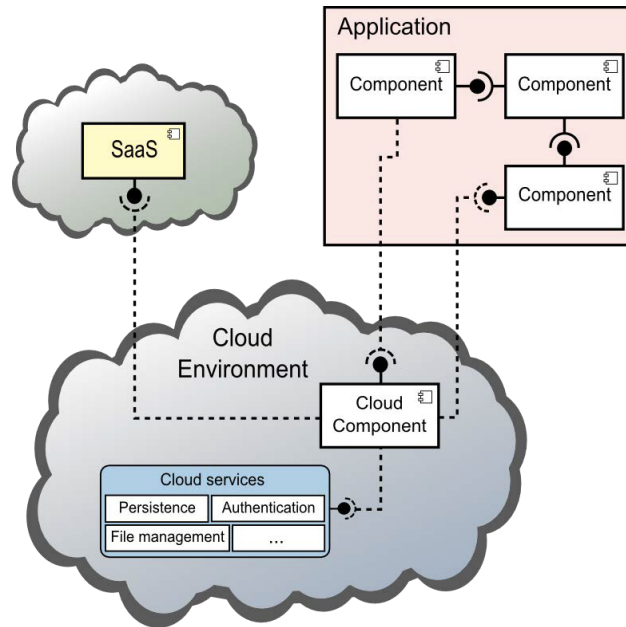 Application
Component
Component
SaaS
Component
Cloud
Environment
Cloud
Component
Cloud services
Persistence
Authentication
File management
...